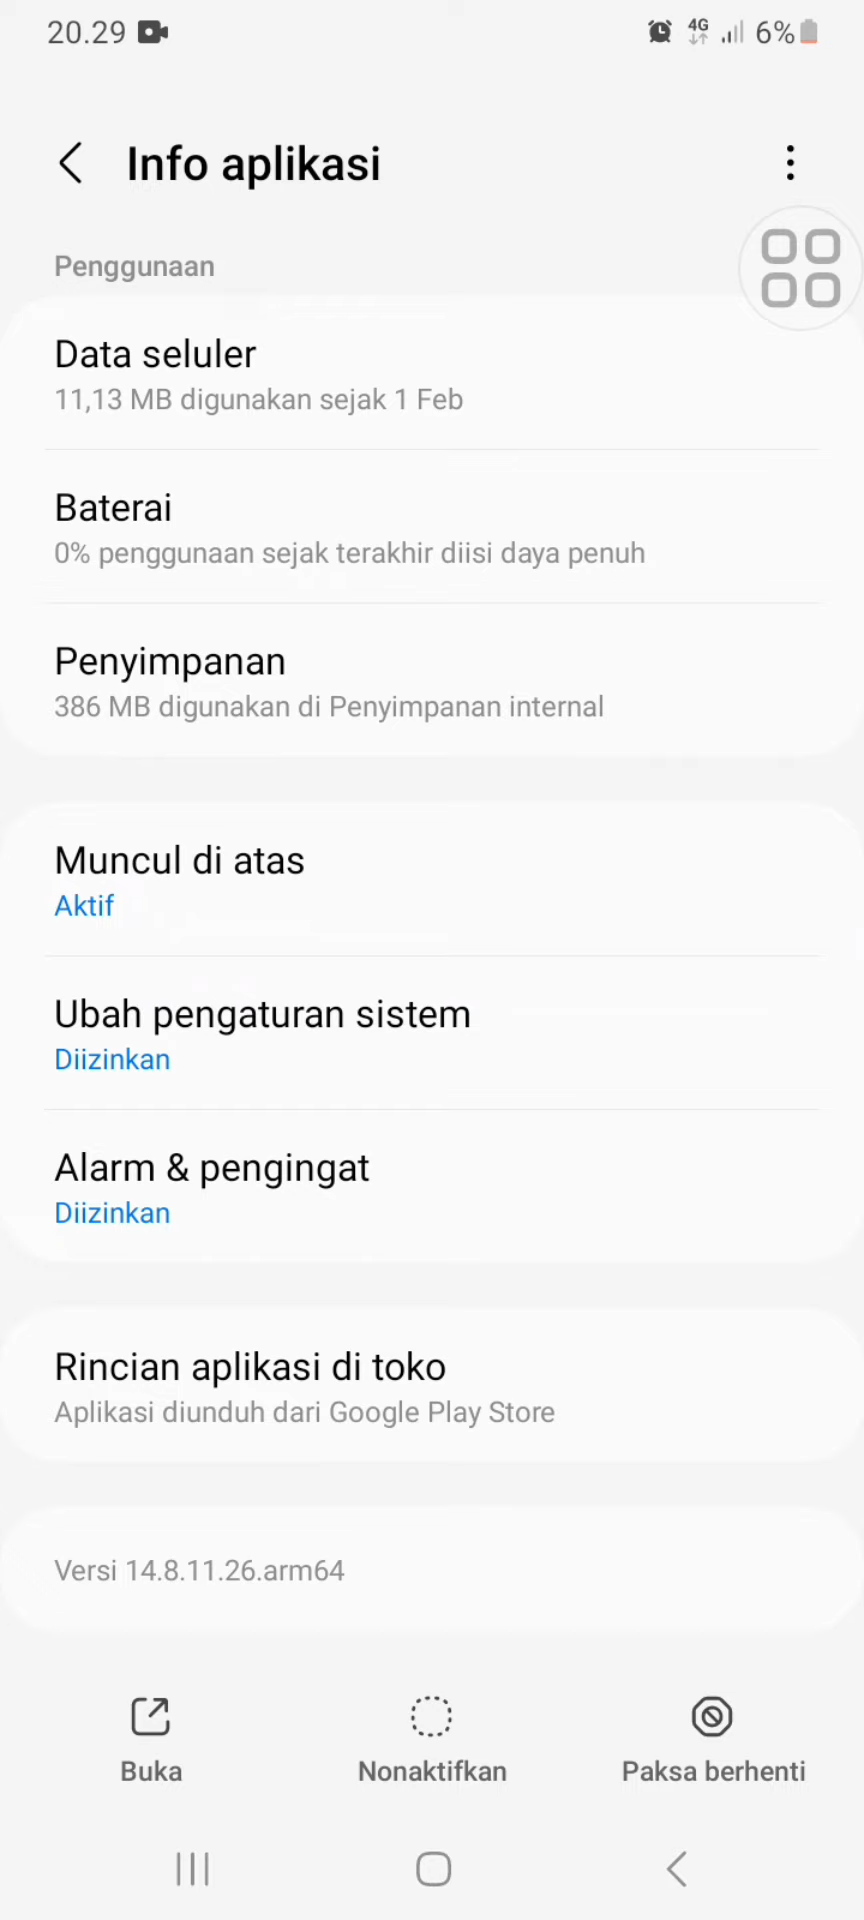 20.29
4G
6%
Info aplikasi
Penggunaan
Data seluler
11,13 MB digunakan sejak 1 Feb
Baterai
0% penggunaan sejak terakhir diisi daya penuh
Penyimpanan
386 MB digunakan di Penyimpanan internal
Muncul di atas
Aktif
Ubah pengaturan sistem
Diizinkan
Alarm & pengingat
Diizinkan
Rincian aplikasi di toko
Aplikasi diunduh dari Google Play Store
Versi 14.8.11.26.arm64
Buka
Nonaktifkan
Paksa berhenti